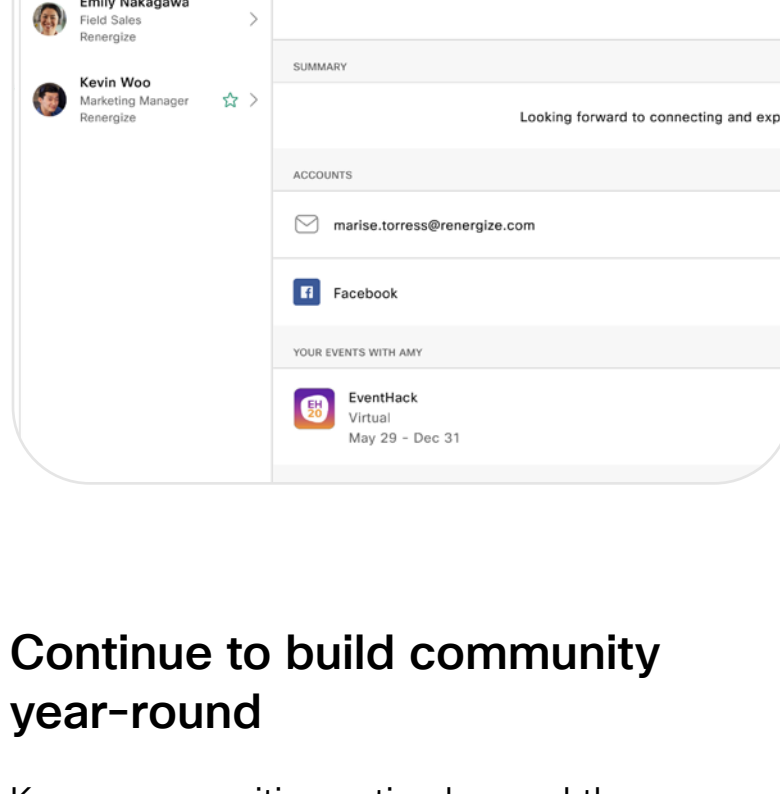 Emily Nakagawa
Field Sales
Renergize
Kevin Woo
Marketing Manager
Renergize
SUMMARY
Looking forward to connecting and exp
ACCOUNTS
marise.torress@renergize.com
Facebook
YOUR EVENTS WITH AMY
EH
20
EventHack
Virtual
May 29 - Dec 31
Continue to build community
year-round